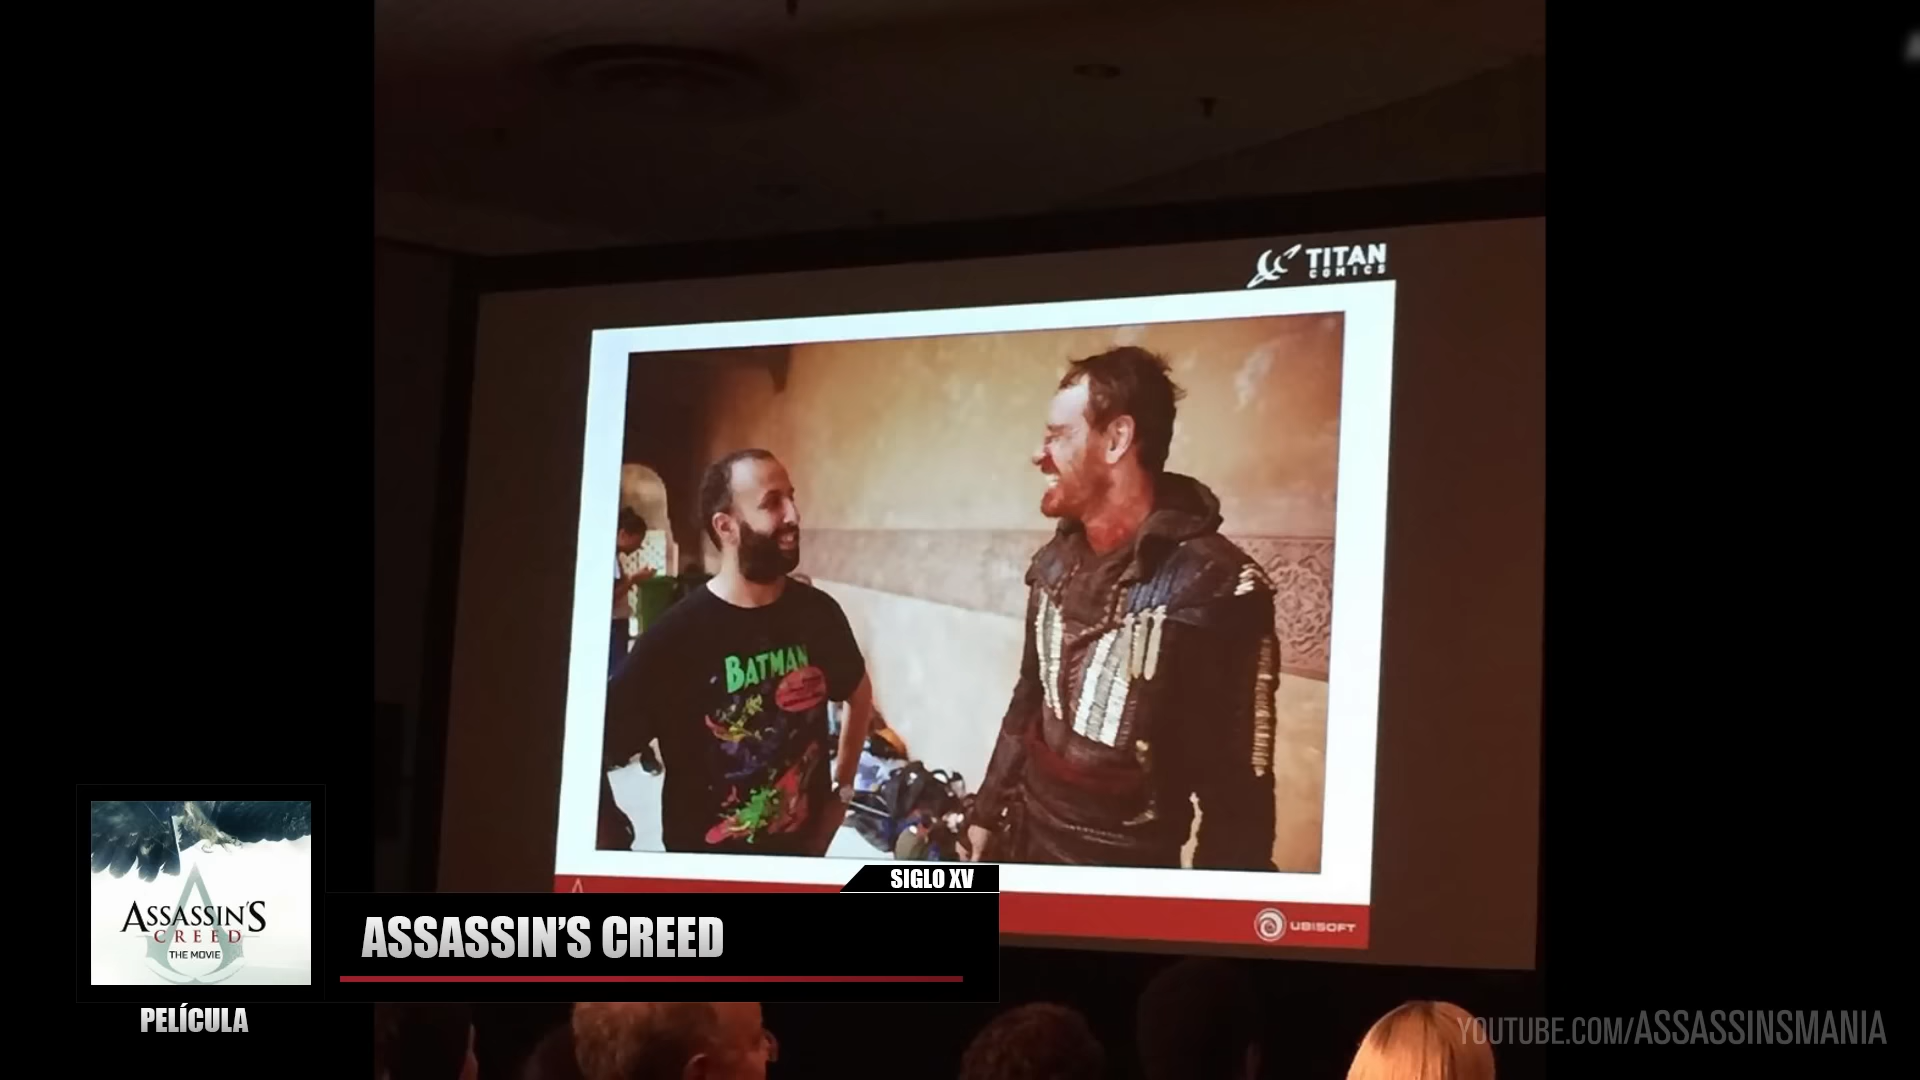 TITAN
COMICS
BATMAN
UBISOFT
SIGLO XV
ASSASSIN'S CREED
ASSASSIN'S
CREED
THE MOVIE
PELÍCULA
YOUTUBE.COM/ASSASSINSMANIA